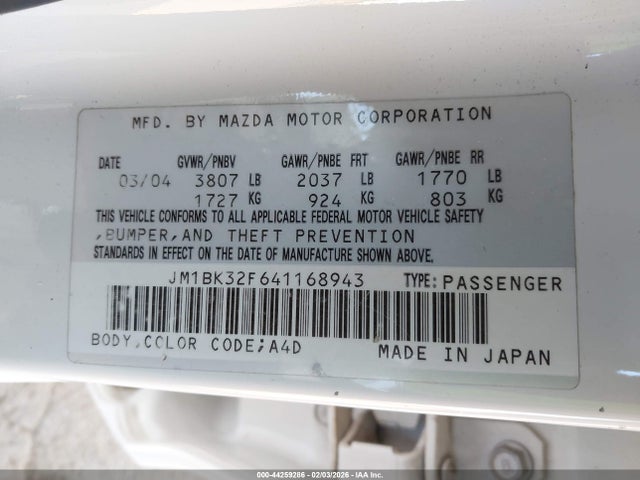 MFD. BY MAZDA MOTOR CORPORATION
DATE GVWR/PNBV GAWR/PNBE FRT GAWR/PNBE RR
03/04 3807 LB 2037 LB 1770 LB
1727 KG 924 KG 803 KG
THIS VEHICLE CONFORMS TO ALL APPLICABLE FEDERAL MOTOR VEHICLE SAFETY
,BUMPER,AND THEFT PREVENTION
STANDARDS IN EFFECT ON THE DATE OF MANUFACTURE SHOWN ABOVE.
JM1BK32F641168943 TYPE: PASSENGER
BODY COLOR CODE;A4D MADE IN JAPAN
000-44259286 - 02/03/2026 - IAAI.COM